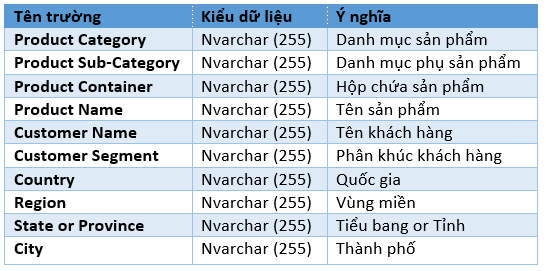 Tên trường Kiểu dữ liệu Ý nghĩa
Product Category Nvarchar (255) Danh mục sản phẩm
Product Sub-Category Nvarchar (255) Danh mục phụ sản phẩm
Product Container Nvarchar (255) Hộp chứa sản phẩm
Product Name Nvarchar (255) Tên sản phẩm
Customer Name Nvarchar (255) Tên khách hàng
Customer Segment Nvarchar (255) Phân khúc khách hàng
Country Nvarchar (255) Quốc gia
Region Nvarchar (255) Vùng miền
State or Province Nvarchar (255) Tiểu bang or Tỉnh
City Nvarchar (255) Thành phố